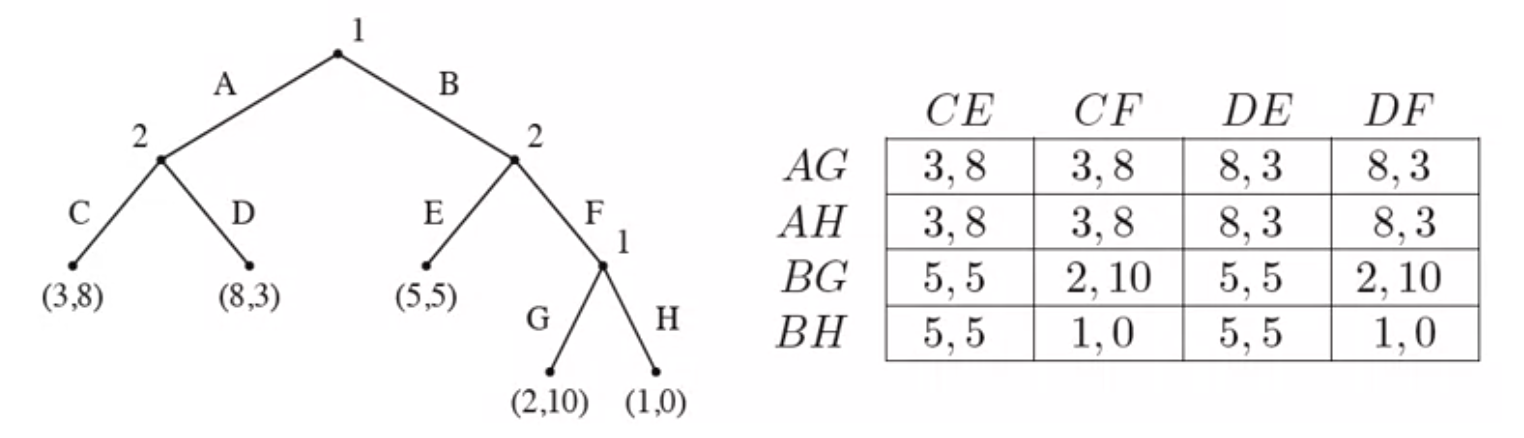 1
A B
2 2
C D E F
1
(3,8) (8,3) (5,5)
G H
(2,10) (1,0)
CE CF DE DF
AG 3, 8 3, 8 8, 3 8, 3
AH 3, 8 3, 8 8, 3 8, 3
BG 5, 5 2, 10 5, 5 2, 10
BH 5, 5 1, 0 5, 5 1, 0